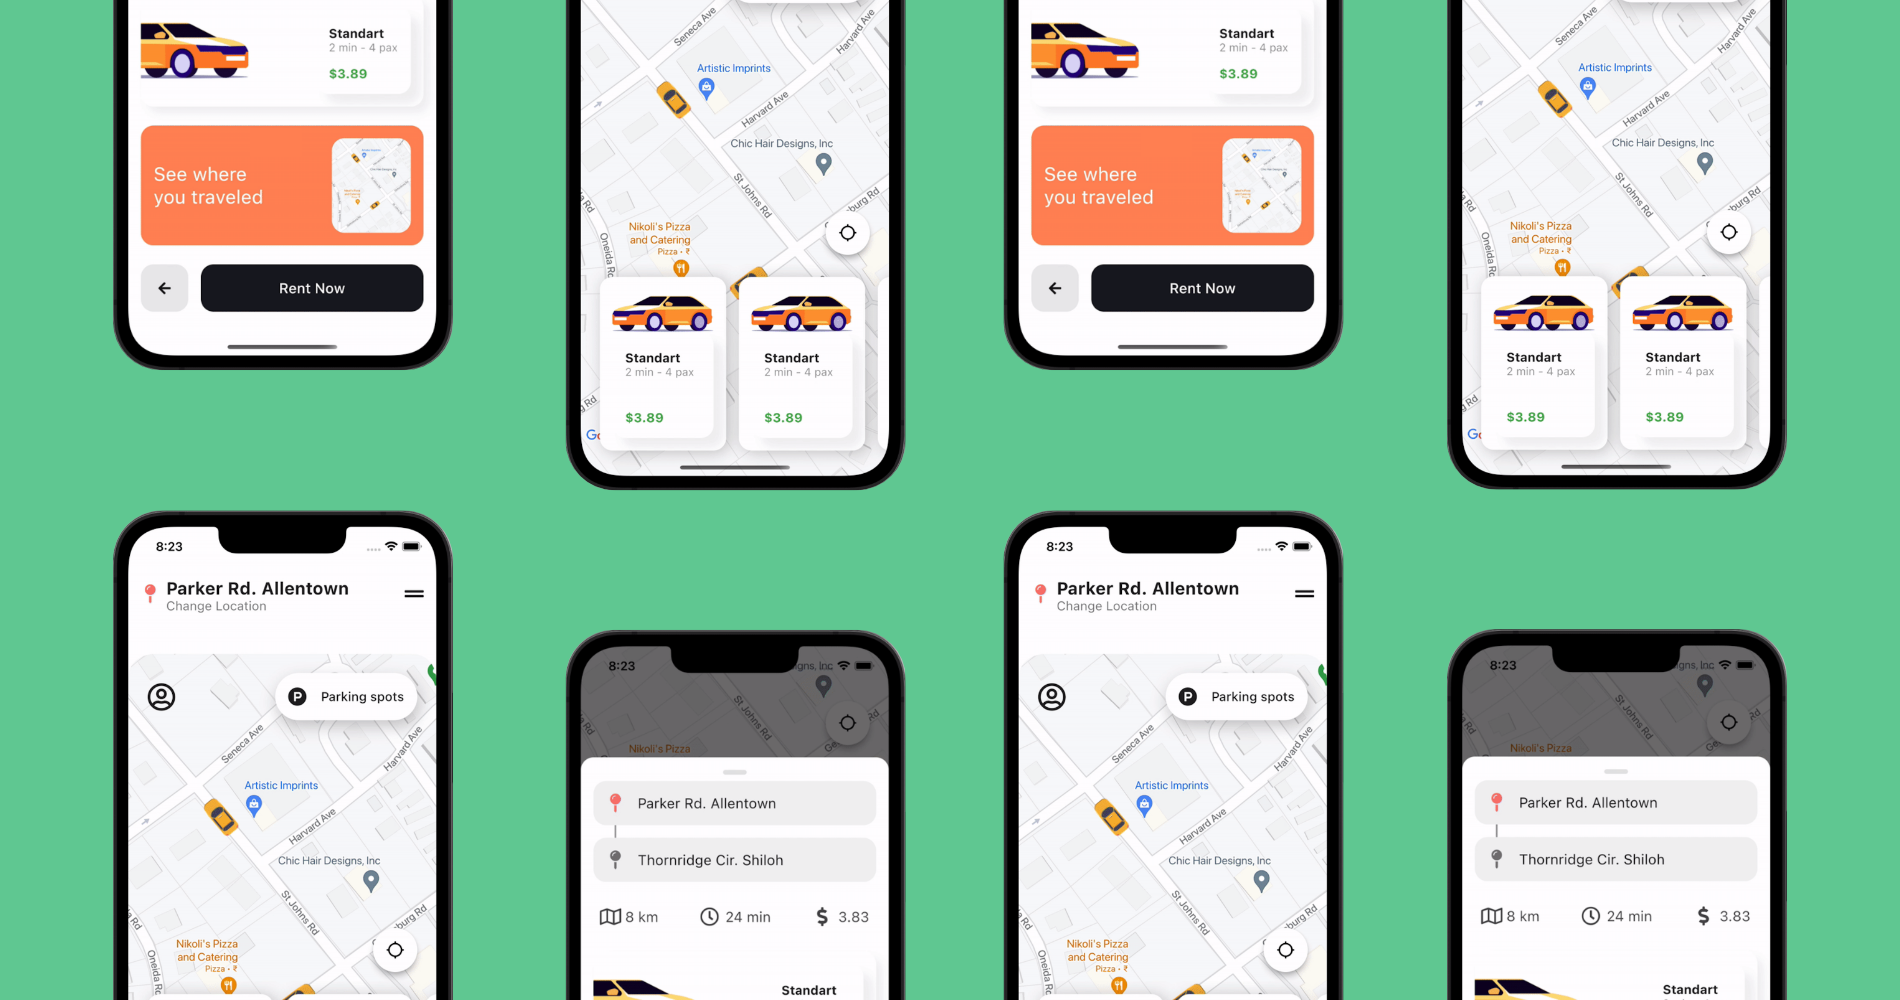 Standart
2 min - 4 pax
$3.89
See where
you traveled
Rent Now
Seneca Ave
Harvard Ave
Artistic Imprints
Harvard Ave
Chic Hair Designs, Inc
St Johns Rd
burg Rd
Nikoli's Pizza
and Catering
Pizza • ₹
Oneida Rd
Standart
2 min - 4 pax
$3.89
Standart
2 min - 4 pax
$3.89
Standart
2 min - 4 pax
$3.89
See where
you traveled
Rent Now
Seneca Ave
Harvard Ave
Artistic Imprints
Harvard Ave
Chic Hair Designs, Inc
St Johns Rd
burg Rd
Nikoli's Pizza
and Catering
Pizza • ₹
Oneida Rd
Standart
2 min - 4 pax
$3.89
Standart
2 min - 4 pax
$3.89
8:23
Parker Rd. Allentown
Change Location
P Parking spots
Seneca Ave
Harvard Ave
Artistic Imprints
Harvard Ave
Chic Hair Designs, Inc
St Johns Rd
burg Rd
Nikoli's Pizza
and Catering
Pizza • ₹
Oneida Rd
8:23
igns, Inc
St Johns Rd
Nikoli's Pizza
Parker Rd. Allentown
Thornridge Cir. Shiloh
8 km
24 min
$ 3.83
Standart
8:23
Parker Rd. Allentown
Change Location
P Parking spots
Seneca Ave
Harvard Ave
Artistic Imprints
Harvard Ave
Chic Hair Designs, Inc
St Johns Rd
burg Rd
Nikoli's Pizza
and Catering
Pizza • ₹
Oneida Rd
8:23
igns, Inc
St Johns Rd
Nikoli's Pizza
Parker Rd. Allentown
Thornridge Cir. Shiloh
8 km
24 min
$ 3.83
Standart